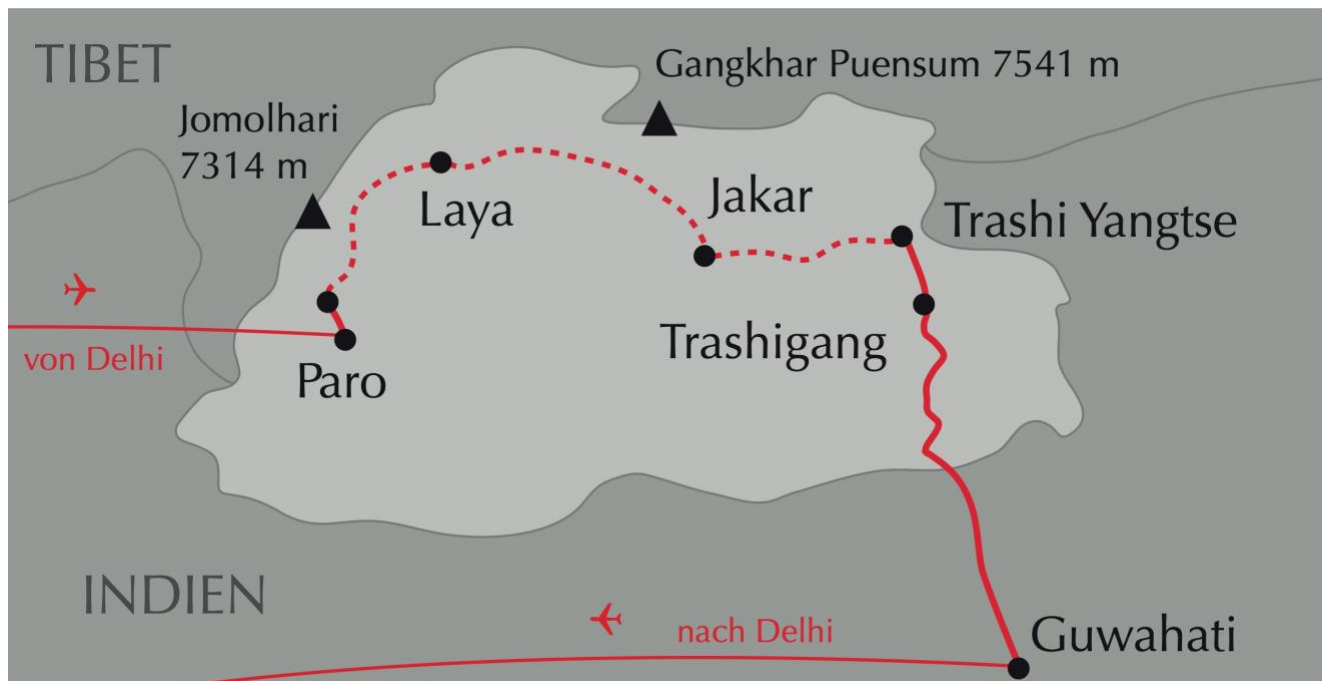 TIBET
Gangkhar Puensum 7541 m
Jomolhari
7314 m
Laya
Jakar
Trashi Yangtse
von Delhi
Paro
Trashigang
INDIEN
nach Delhi
Guwahati